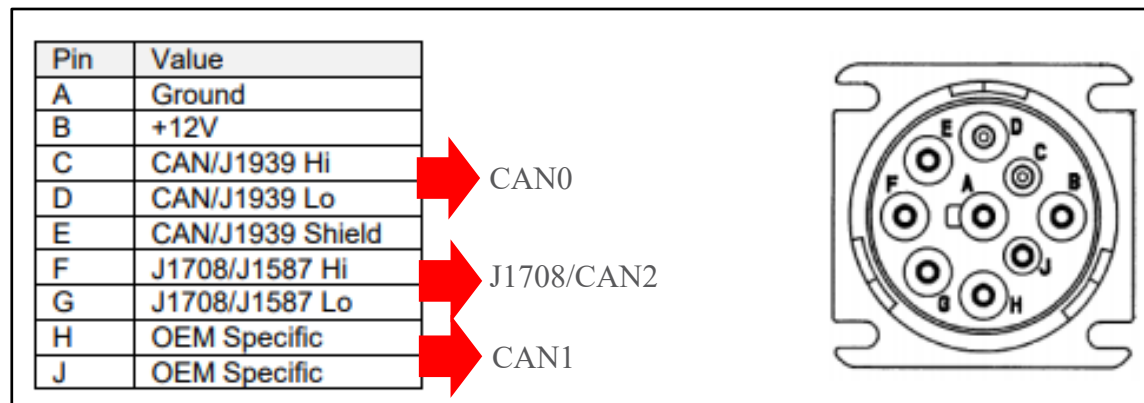 Pin Value
A Ground
B +12V
C CAN/J1939 Hi
D CAN/J1939 Lo
E CAN/J1939 Shield
F J1708/J1587 Hi
G J1708/J1587 Lo
H OEM Specific
J OEM Specific
CAN0
J1708/CAN2
CAN1
E D
C
F A B
J
G H